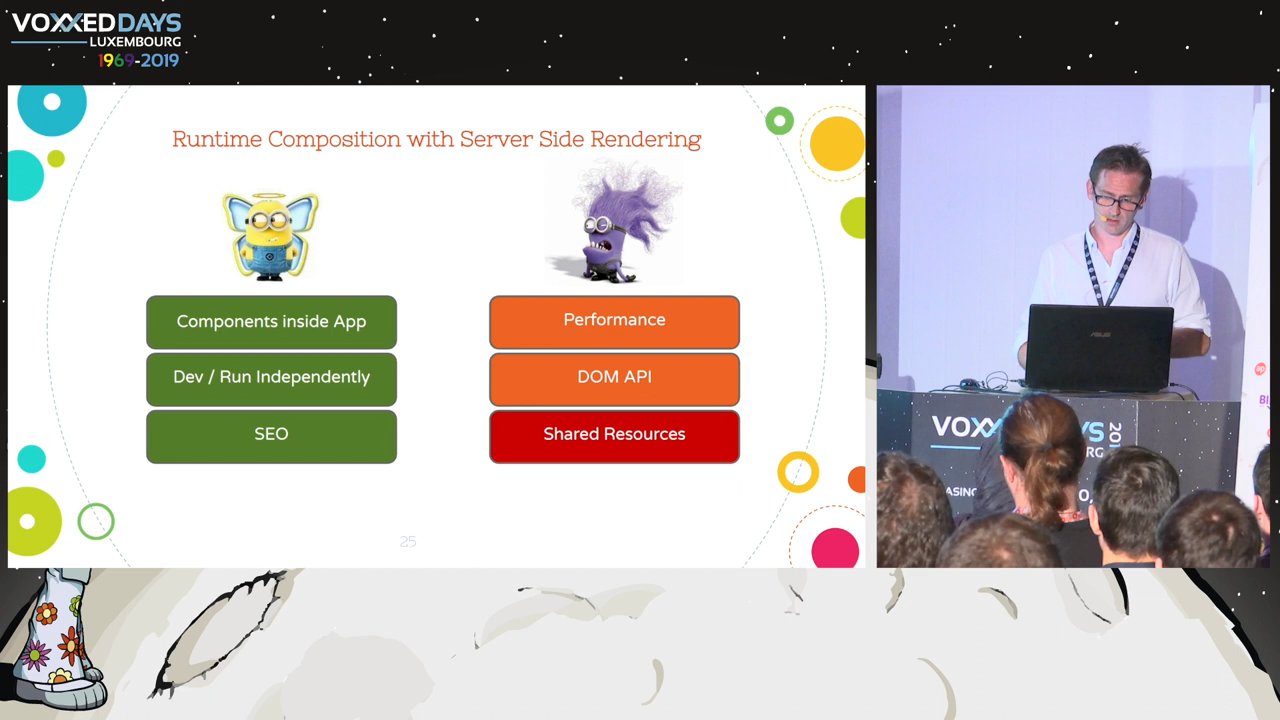 VOXXEDDAYS
LUXEMBOURG
1969-2019
Runtime Composition with Server Side Rendering
Components inside App
Performance
Dev / Run Independently
DOM API
SEO
Shared Resources
25
ASUS